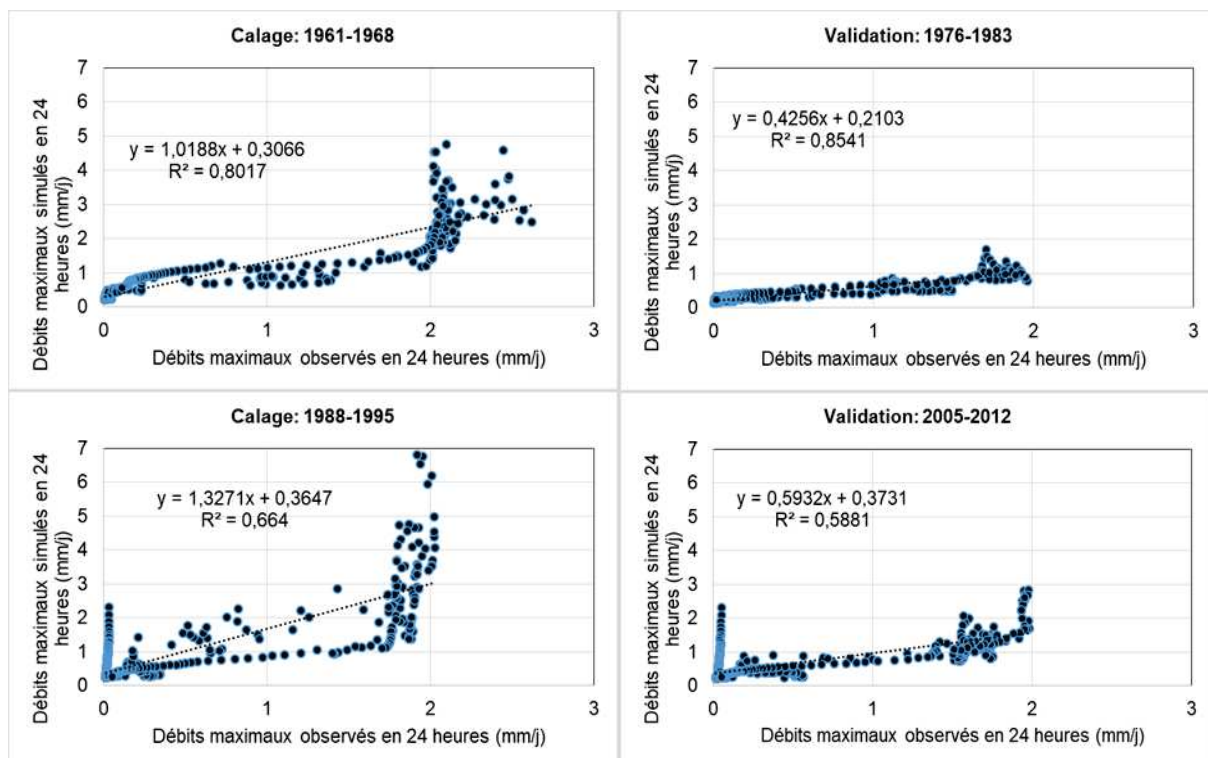 Calage: 1961-1968
Débits maximaux simulés en 24
heures (mm/j)
7
6
5
4
3
2
1
0
y = 1,0188x + 0,3066
R² = 0,8017
0 1 2 3
Débits maximaux observés en 24 heures (mm/j)
Validation: 1976-1983
Débits maximaux simulés en 24
heures (mm/j)
7
6
5
4
3
2
1
0
y = 0,4256x + 0,2103
R² = 0,8541
0 1 2 3
Débits maximaux observés en 24 heures (mm/j)
Calage: 1988-1995
Débits maximaux simulés en 24
heures (mm/j)
7
6
5
4
3
2
1
0
y = 1,3271x + 0,3647
R² = 0,664
0 1 2 3
Débits maximaux observés en 24 heures (mm/j)
Validation: 2005-2012
Débits maximaux simulés en 24
heures (mm/j)
7
6
5
4
3
2
1
0
y = 0,5932x + 0,3731
R² = 0,5881
0 1 2 3
Débits maximaux observés en 24 heures (mm/j)